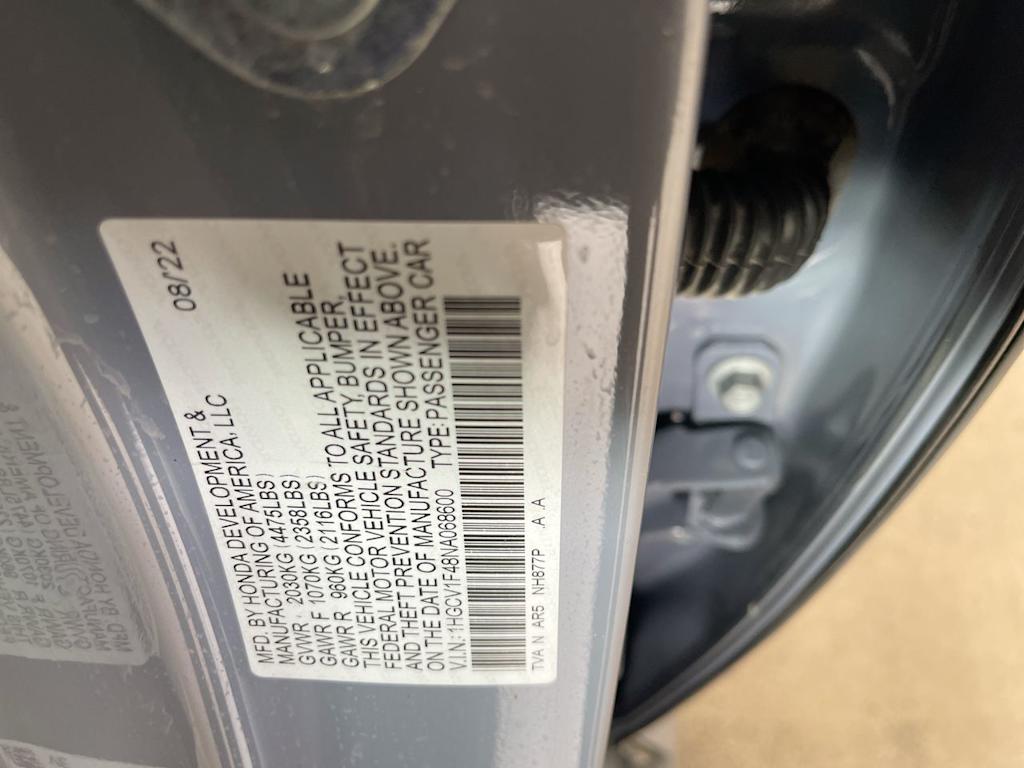 08/22
MFD. BY HONDA DEVELOPMENT &
MANUFACTURING OF AMERICA, LLC
GVWR 2030KG (4475LBS)
GAWR F 1070KG (2358LBS)
GAWR R 960KG (2116LBS)
THIS VEHICLE CONFORMS TO ALL APPLICABLE
FEDERAL MOTOR VEHICLE SAFETY, BUMPER,
AND THEFT PREVENTION STANDARDS IN EFFECT
ON THE DATE OF MANUFACTURE SHOWN ABOVE.
V.I.N.: 1HGCV1F48NA068600 TYPE: PASSENGER CAR
TVA N AR5 NH877P A A